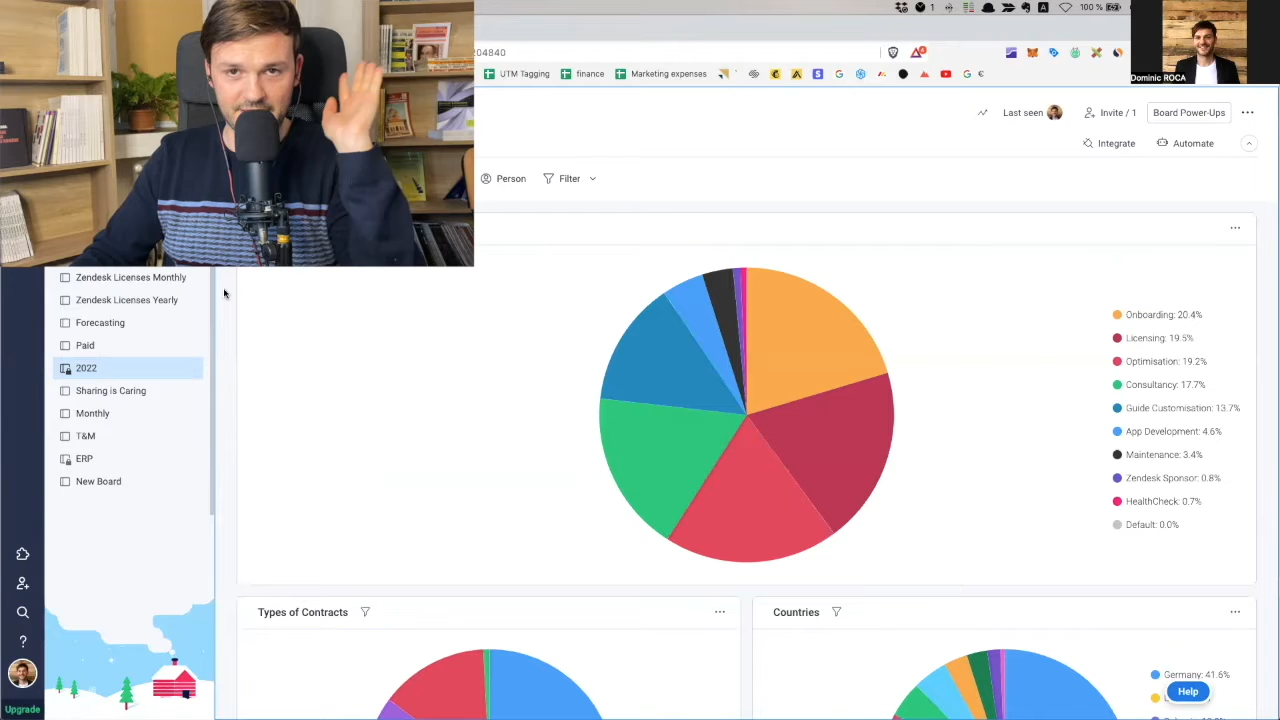 204840
1
A
100 %
Dominic ROCA
UTM Tagging
finance
Marketing expenses
G
G €
Last seen
Invite / 1
Board Power-Ups
Integrate
Automate
Person
Filter
Zendesk Licenses Monthly
Zendesk Licenses Yearly
Forecasting
Paid
2022
Sharing is Caring
Monthly
T&M
ERP
New Board
Onboarding: 20.4%
Licensing: 19.5%
Optimisation: 19.2%
Consultancy: 17.7%
Guide Customisation: 13.7%
App Development: 4.6%
Maintenance: 3.4%
Zendesk Sponsor: 0.8%
HealthCheck: 0.7%
Default: 0.0%
Types of Contracts
Countries
Germany: 41.6%
Help
?
Upgrade